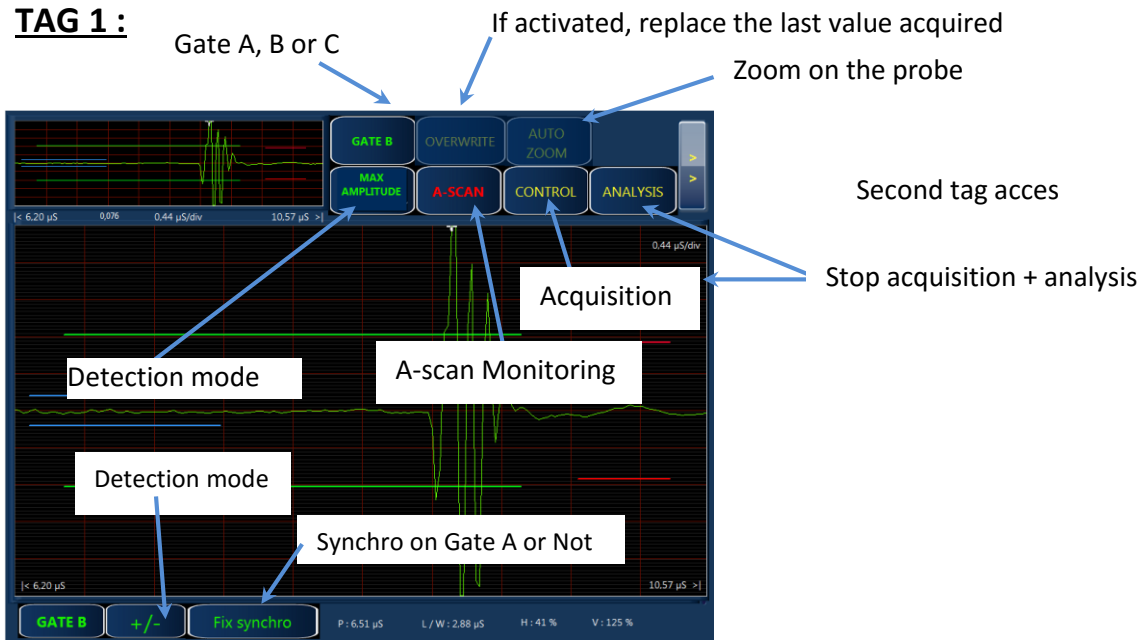 TAG 1 :
If activated, replace the last value acquired
Gate A, B or C
Zoom on the probe
GATE B
OVERWRITE
AUTO
ZOOM
>
>
MAX
AMPLITUDE
A-SCAN
CONTROL
ANALYSIS
Second tag acces
|< 6,20 µS
0,076
0,44 µS/div
10,57 µS >|
0,44 µS/div
Stop acquisition + analysis
Acquisition
Detection mode
A-scan Monitoring
Detection mode
Synchro on Gate A or Not
|< 6,20 µS
10,57 µS >|
GATE B
+/-
Fix synchro
P : 6,51 µS
L / W : 2,88 µS
H : 41 %
V : 125 %